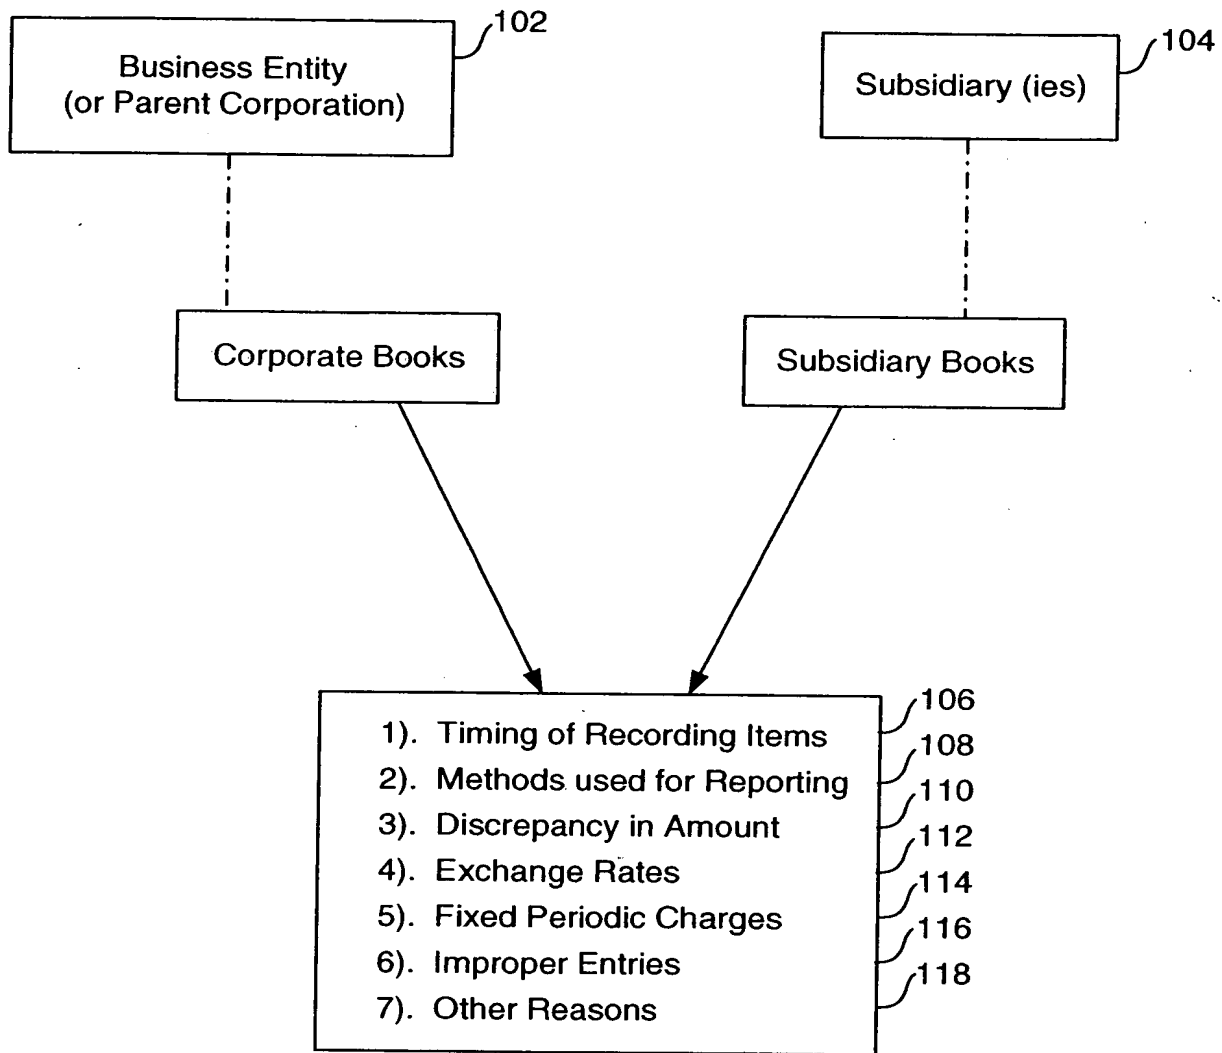 102
Business Entity
(or Parent Corporation)
104
Subsidiary (ies)
Corporate Books
Subsidiary Books
1). Timing of Recording Items
106
2). Methods used for Reporting
108
3). Discrepancy in Amount
110
4). Exchange Rates
112
5). Fixed Periodic Charges
114
6). Improper Entries
116
7). Other Reasons
118